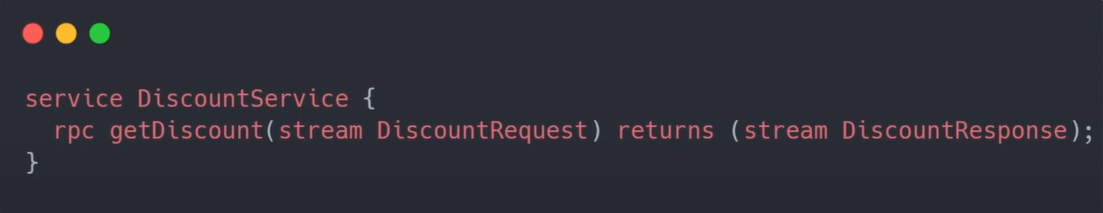 service DiscountService {
  rpc getDiscount(stream DiscountRequest) returns (stream DiscountResponse);
}